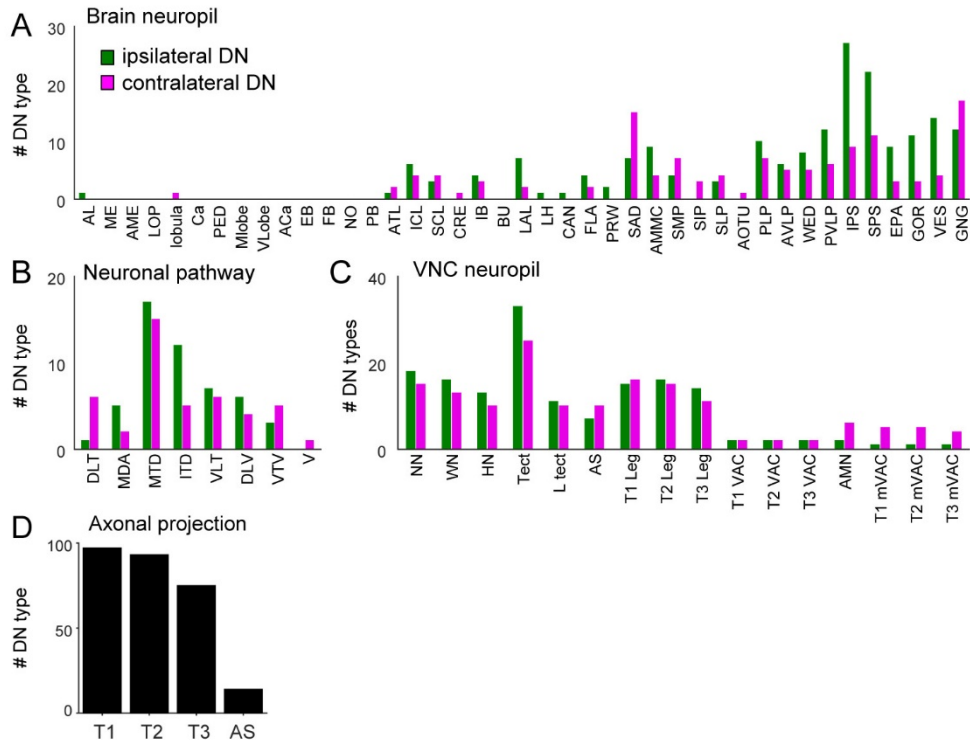 A
Brain neuropil
ipsilateral DN
contralateral DN
# DN type
30
20
10
0
AL ME AME LOP lobula Ca PED Mlobe VLobe ACa EB FB NO PB ATL ICL SCL CRE IB BU LAL LH CAN FLA PRW SAD AMMC SMP SIP SLP AOTU PLP AVLP WED PVLP IPS SPS EPA GOR VES GNG
B
Neuronal pathway
# DN type
20
10
0
DLT MDA MTD ITD VLT DLV VTV V
C
VNC neuropil
# DN types
40
20
0
NN WN HN Tect L tect AS T1 Leg T2 Leg T3 Leg T1 VAC T2 VAC T3 VAC AMN T1 mVAC T2 mVAC T3 mVAC
D
Axonal projection
# DN type
100
50
0
T1 T2 T3 AS